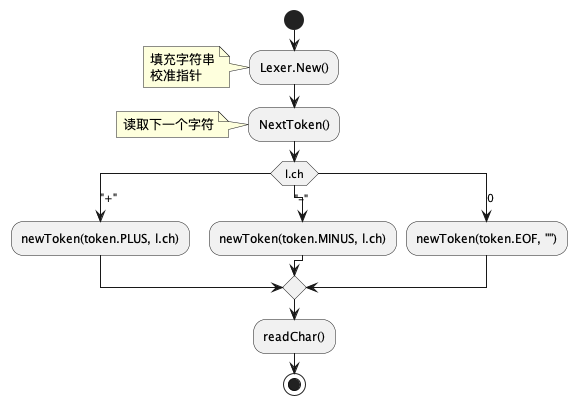 填充字符串
校准指针
Lexer.New()
读取下一个字符
NextToken()
l.ch
"+"
"-"
0
newToken(token.PLUS, l.ch)
newToken(token.MINUS, l.ch)
newToken(token.EOF, "")
readChar()